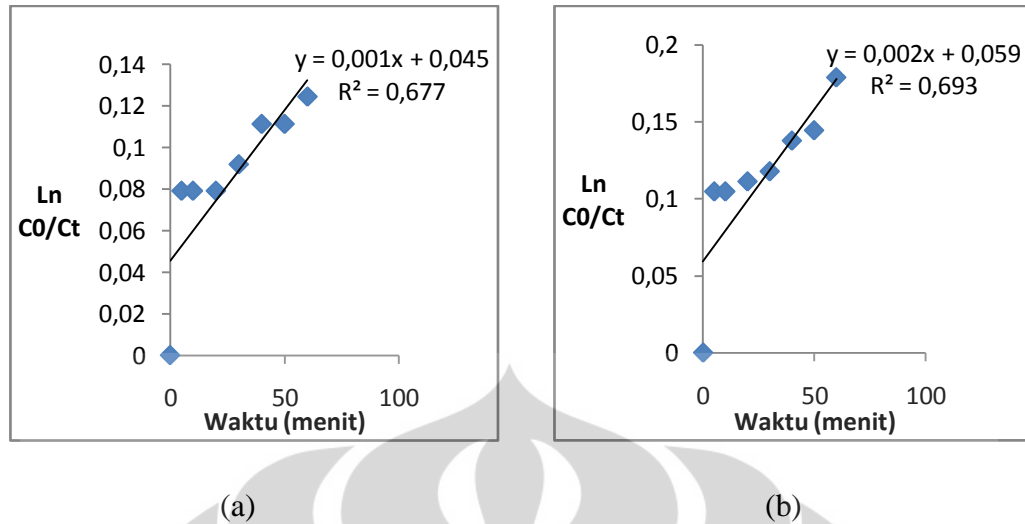 y = 0,001x + 0,045
R² = 0,677
0,14
0,12
0,1
0,08
0,06
0,04
0,02
0
Ln
C0/Ct
0 50 100
Waktu (menit)
(a)
y = 0,002x + 0,059
R² = 0,693
0,2
0,15
0,1
0,05
0
Ln
C0/Ct
0 50 100
Waktu (menit)
(b)